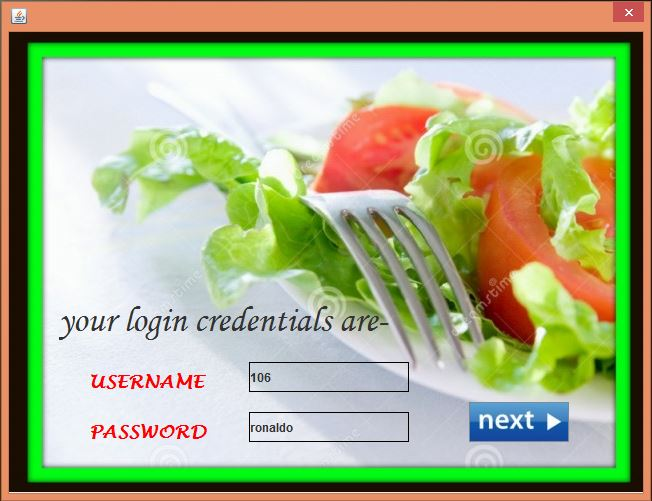 your login credentials are-
USERNAME 106
PASSWORD ronaldo
next